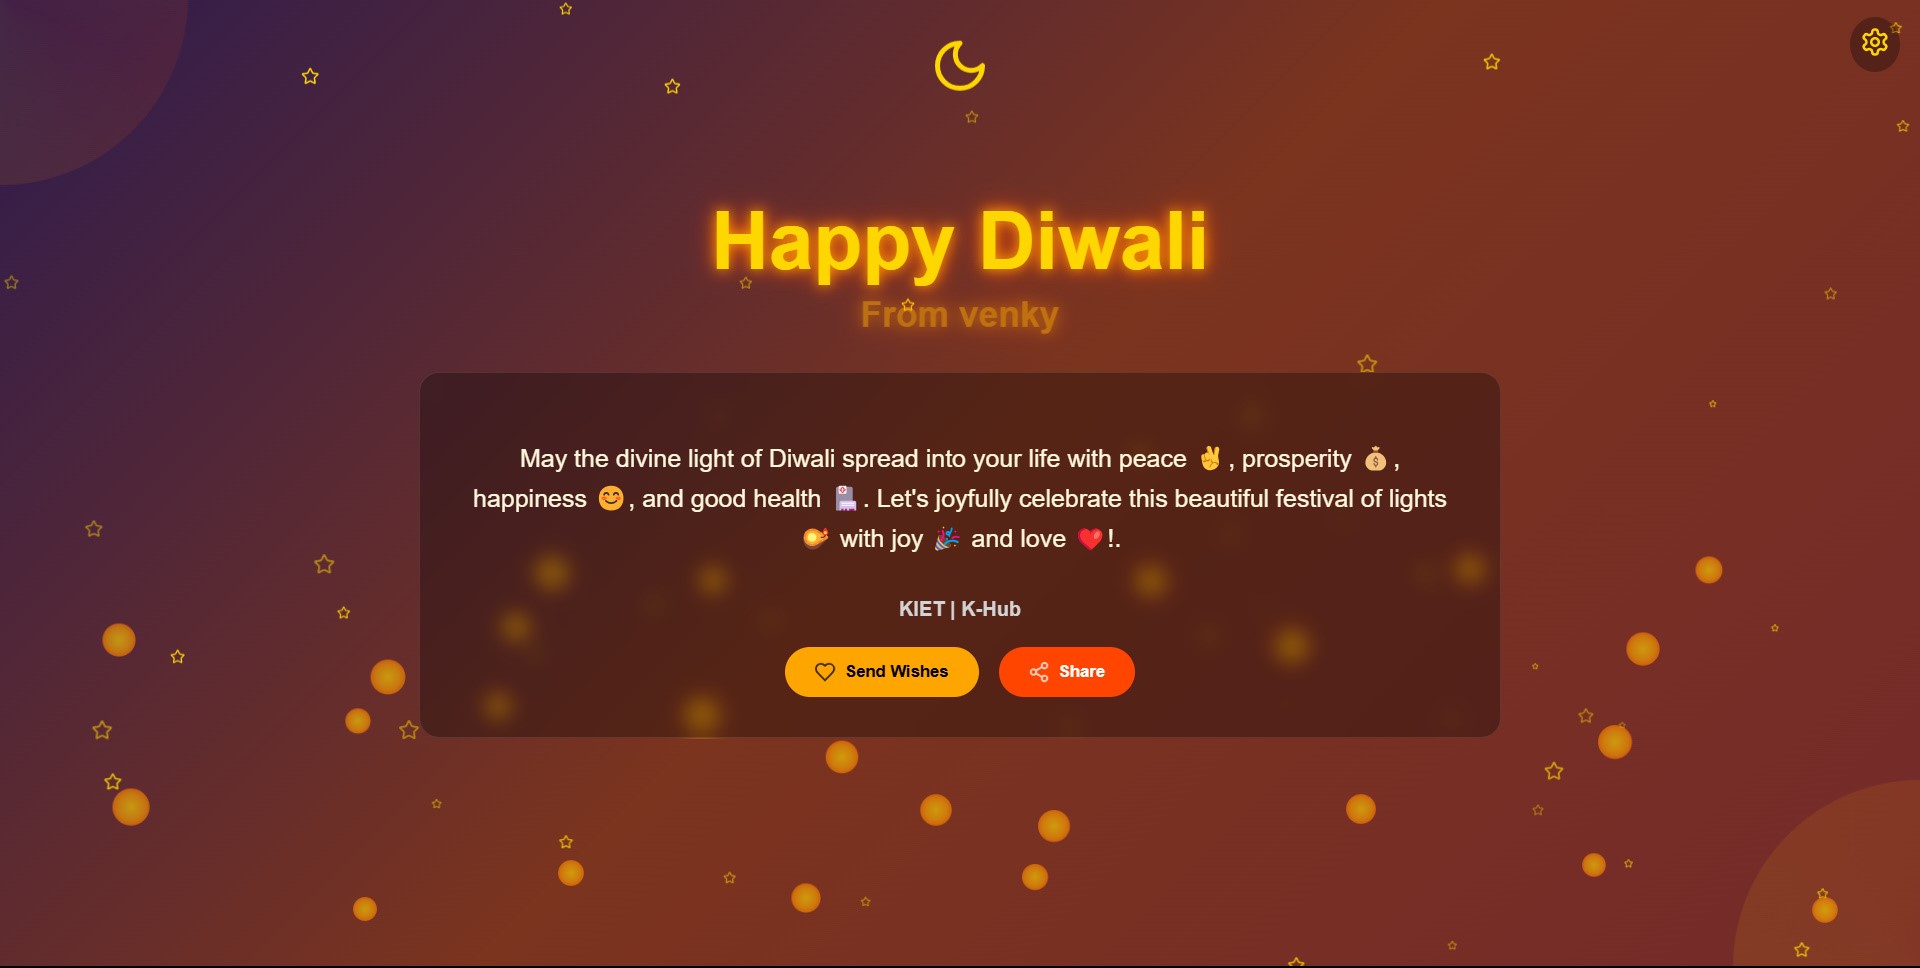 Happy Diwali
From venky
May the divine light of Diwali spread into your life with peace ✌️, prosperity 💰,
happiness 😊, and good health 🏥. Let's joyfully celebrate this beautiful festival of lights
🪔 with joy 🎉 and love ❤️!.
KIET | K-Hub
Send Wishes
Share